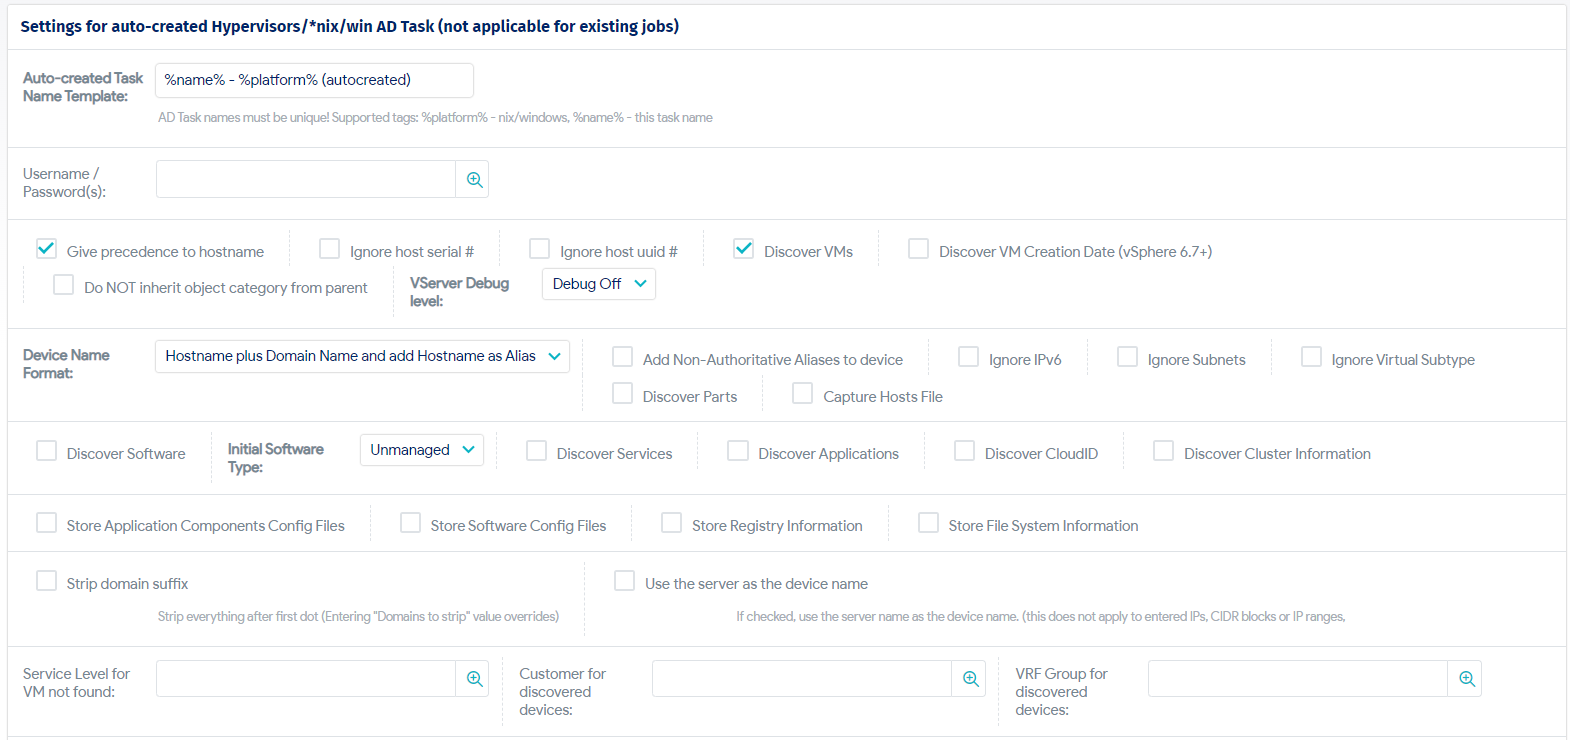 Settings for auto-created Hypervisors/*nix/win AD Task (not applicable for existing jobs)
Auto-created Task
Name Template:
%name% - %platform% (autocreated)
AD Task names must be unique! Supported tags: %platform% - nix/windows, %name% - this task name
Username /
Password(s):
Give precedence to hostname
Ignore host serial #
Ignore host uuid #
Discover VMs
Discover VM Creation Date (vSphere 6.7+)
Do NOT inherit object category from parent
VServer Debug
level:
Debug Off
Device Name
Format:
Hostname plus Domain Name and add Hostname as Alias
Add Non-Authoritative Aliases to device
Ignore IPv6
Ignore Subnets
Ignore Virtual Subtype
Discover Parts
Capture Hosts File
Discover Software
Initial Software
Type:
Unmanaged
Discover Services
Discover Applications
Discover CloudID
Discover Cluster Information
Store Application Components Config Files
Store Software Config Files
Store Registry Information
Store File System Information
Strip domain suffix
Strip everything after first dot (Entering "Domains to strip" value overrides)
Use the server as the device name
If checked, use the server name as the device name. (this does not apply to entered IPs, CIDR blocks or IP ranges,
Service Level for
VM not found:
Customer for
discovered
devices:
VRF Group for
discovered
devices: